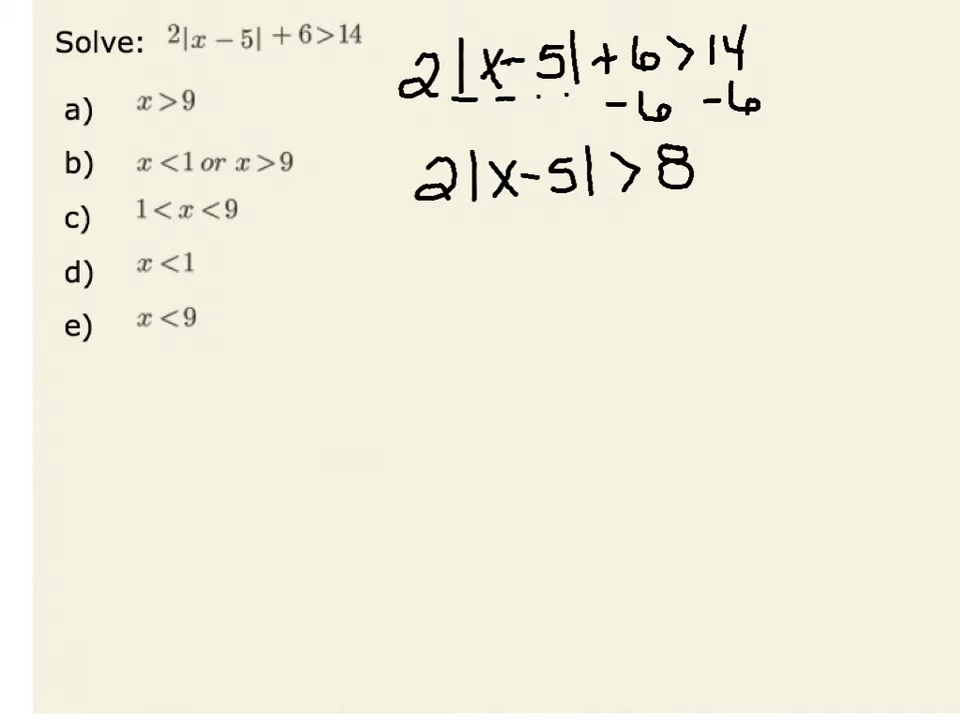 Solve: 2|x − 5| + 6 > 14
a) x > 9
b) x < 1 or x > 9
c) 1 < x < 9
d) x < 1
e) x < 9
2|x-5| + 6 > 14
-6 -6
2|x-5| > 8